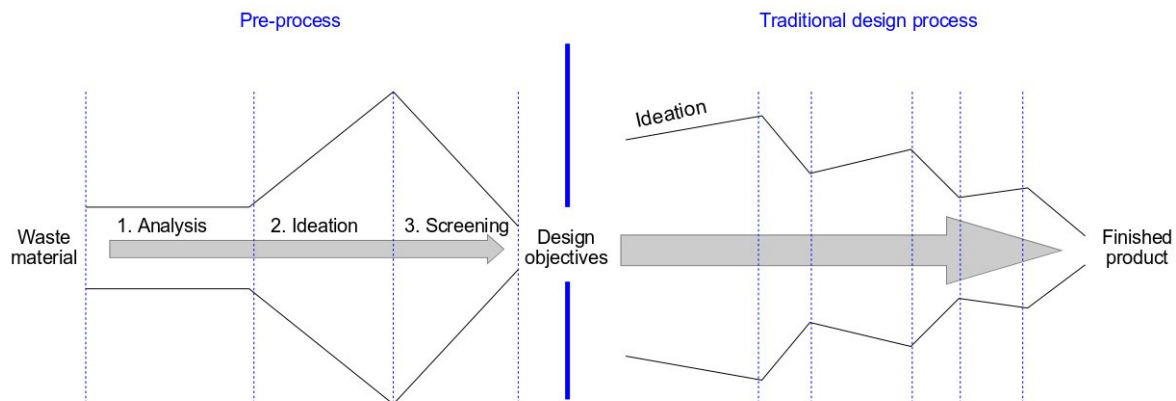 Pre-process
Traditional design process
Ideation
1. Analysis
2. Ideation
3. Screening
Waste
material
Design
objectives
Finished
product